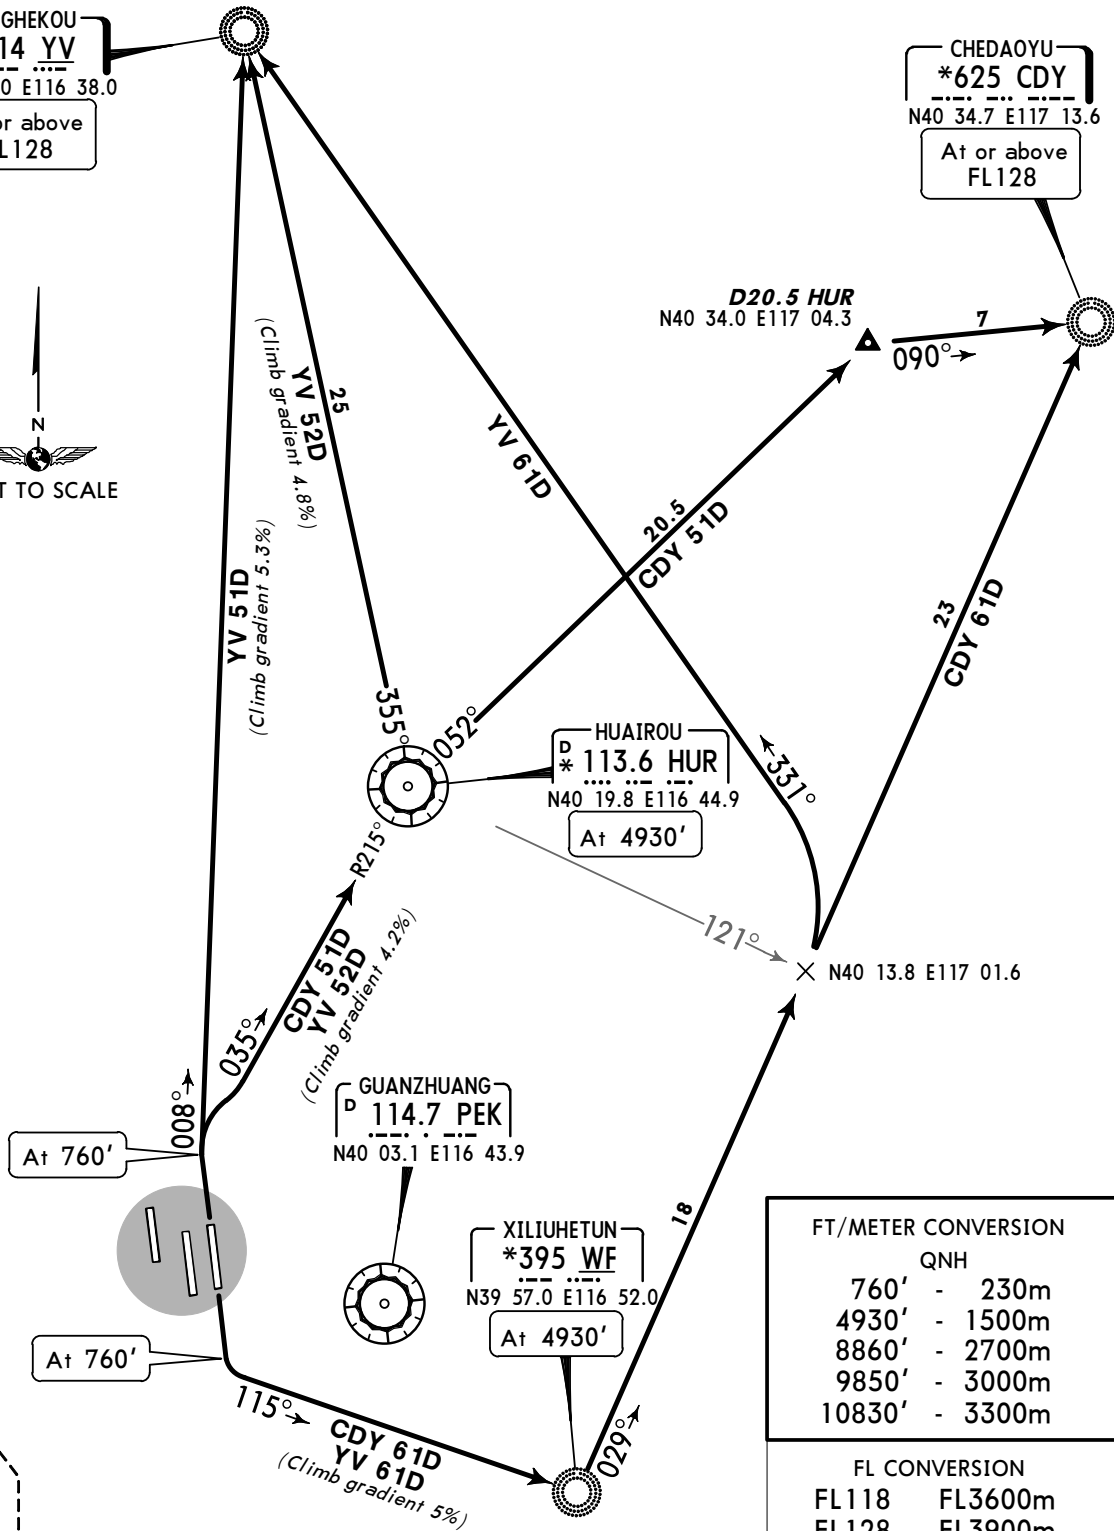 GHEKOU
14 YV
0 E116 38.0
or above
L128
CHEDAOYU
*625 CDY
N40 34.7 E117 13.6
At or above
FL128
D20.5 HUR
N40 34.0 E117 04.3
7
090°
N
T TO SCALE
25
YV 52D
(Climb gradient 4.8%)
YV 61D
20.5
CDY 51D
YV 51D
(Climb gradient 5.3%)
23
CDY 61D
355°
052°
HUAIROU
D
* 113.6 HUR
N40 19.8 E116 44.9
At 4930'
331°
R215°
121°
N40 13.8 E117 01.6
CDY 51D
YV 52D
(Climb gradient 4.2%)
035°
008°
GUANZHUANG
D 114.7 PEK
N40 03.1 E116 43.9
At 760'
18
XILIUHETUN
*395 WF
N39 57.0 E116 52.0
At 4930'
At 760'
115°
CDY 61D
YV 61D
(Climb gradient 5%)
029°
FT/METER CONVERSION
QNH
760' - 230m
4930' - 1500m
8860' - 2700m
9850' - 3000m
10830' - 3300m
FL CONVERSION
FL118 FL3600m
FL128 FL3900m